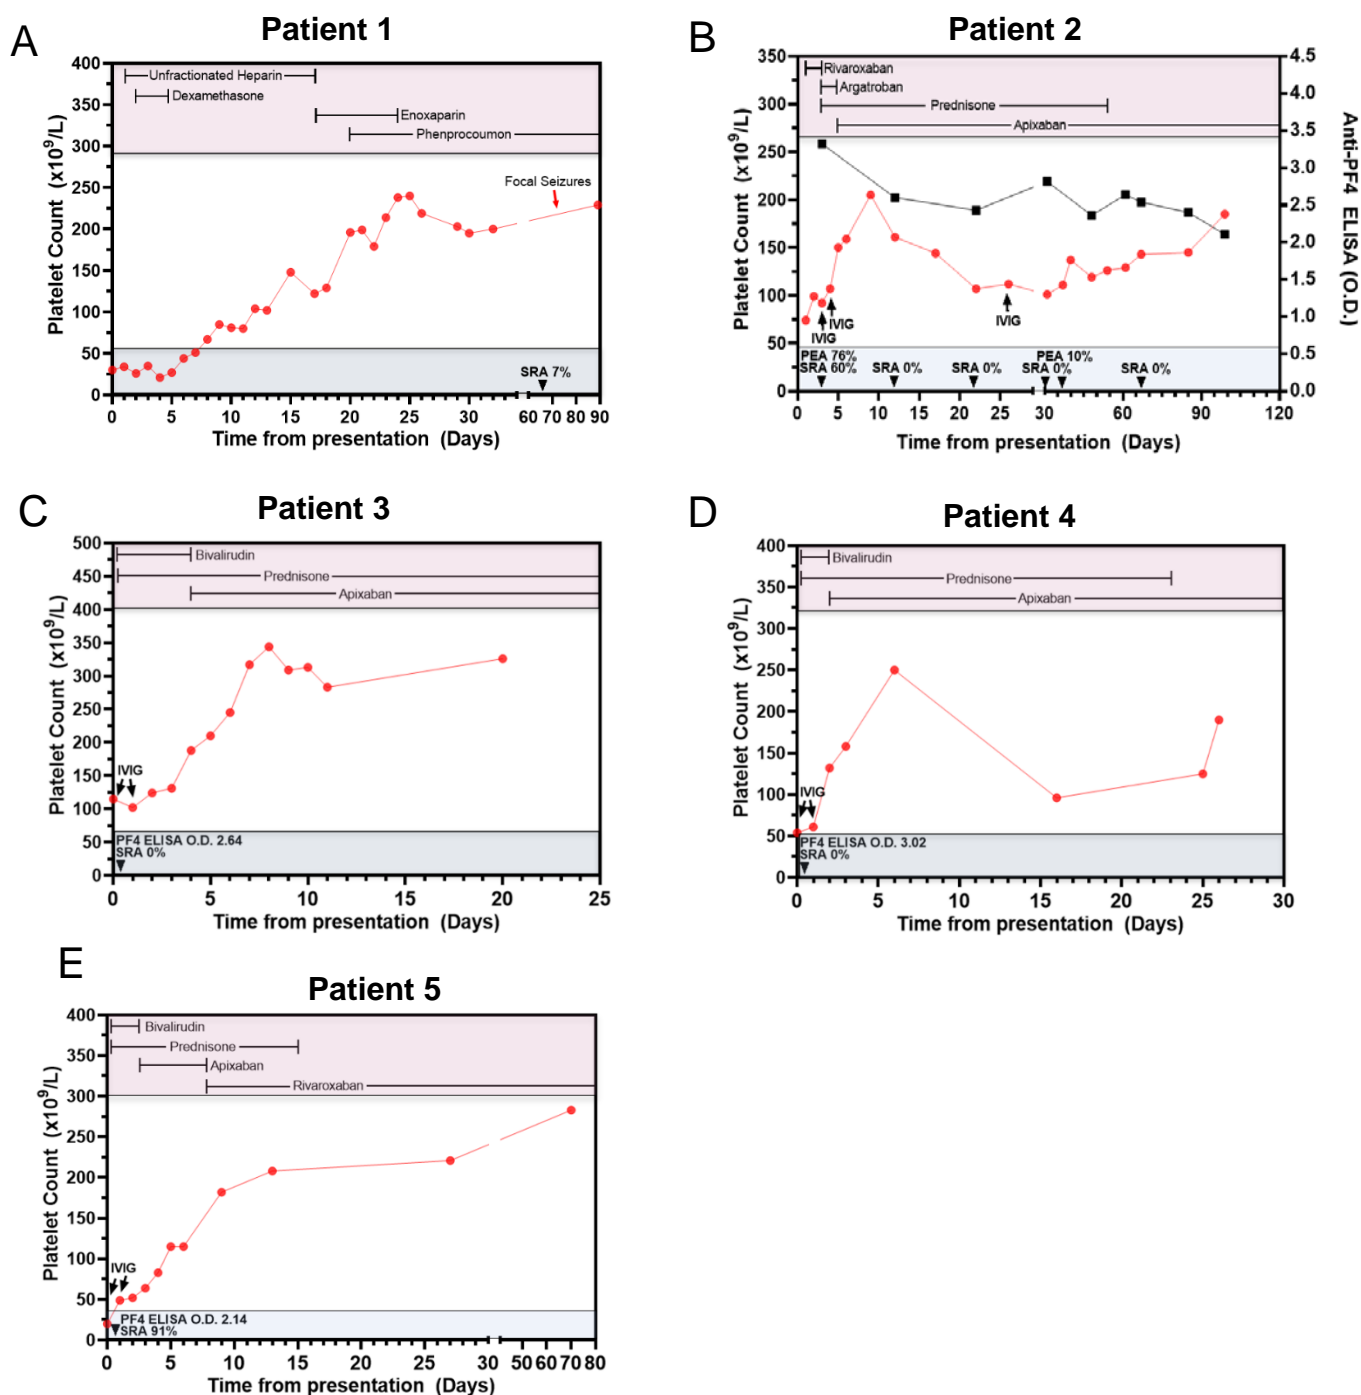 A
Patient 1
400
350
300
250
200
150
100
50
0
Platelet Count (x10⁹/L)
Unfractionated Heparin
Dexamethasone
Enoxaparin
Phenprocoumon
Focal Seizures
SRA 7%
0 5 10 15 20 25 30 60 70 80 90
Time from presentation (Days)
B
Patient 2
350
300
250
200
150
100
50
0
Platelet Count (x10⁹/L)
Rivaroxaban
Argatroban
Prednisone
Apixaban
IVIG
IVIG
IVIG
PEA 76%
SRA 60%
SRA 0%
SRA 0%
SRA 0%
PEA 10%
SRA 0%
4.5
4.0
3.5
3.0
2.5
2.0
1.5
1.0
0.5
0.0
Anti-PF4 ELISA (O.D.)
0 5 10 15 20 25 30 60 90 120
Time from presentation (Days)
C
Patient 3
500
450
400
350
300
250
200
150
100
50
0
Platelet Count (x10⁹/L)
Bivalirudin
Prednisone
Apixaban
IVIG
PF4 ELISA O.D. 2.64
SRA 0%
0 5 10 15 20 25
Time from presentation (Days)
D
Patient 4
400
350
300
250
200
150
100
50
0
Platelet Count (x10⁹/L)
Bivalirudin
Prednisone
Apixaban
IVIG
PF4 ELISA O.D. 3.02
SRA 0%
0 5 10 15 20 25 30
Time from presentation (Days)
E
Patient 5
400
350
300
250
200
150
100
50
0
Platelet Count (x10⁹/L)
Bivalirudin
Prednisone
Apixaban
Rivaroxaban
IVIG
PF4 ELISA O.D. 2.14
SRA 91%
0 5 10 15 20 25 30 50 60 70 80
Time from presentation (Days)